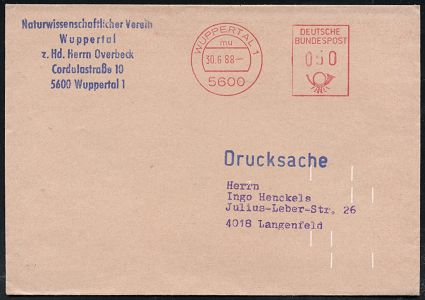 Naturwissenschaftlicher Verein
Wuppertal
z. Hd. Herrn Overbeck
Cordulastraße 10
5600 Wuppertal 1
WUPPERTAL 1
mu
30.6.88
5600
DEUTSCHE
BUNDESPOST
050
Drucksache
Herrn
Ingo Henckels
Julius-Leber-Str. 26
4018 Langenfeld